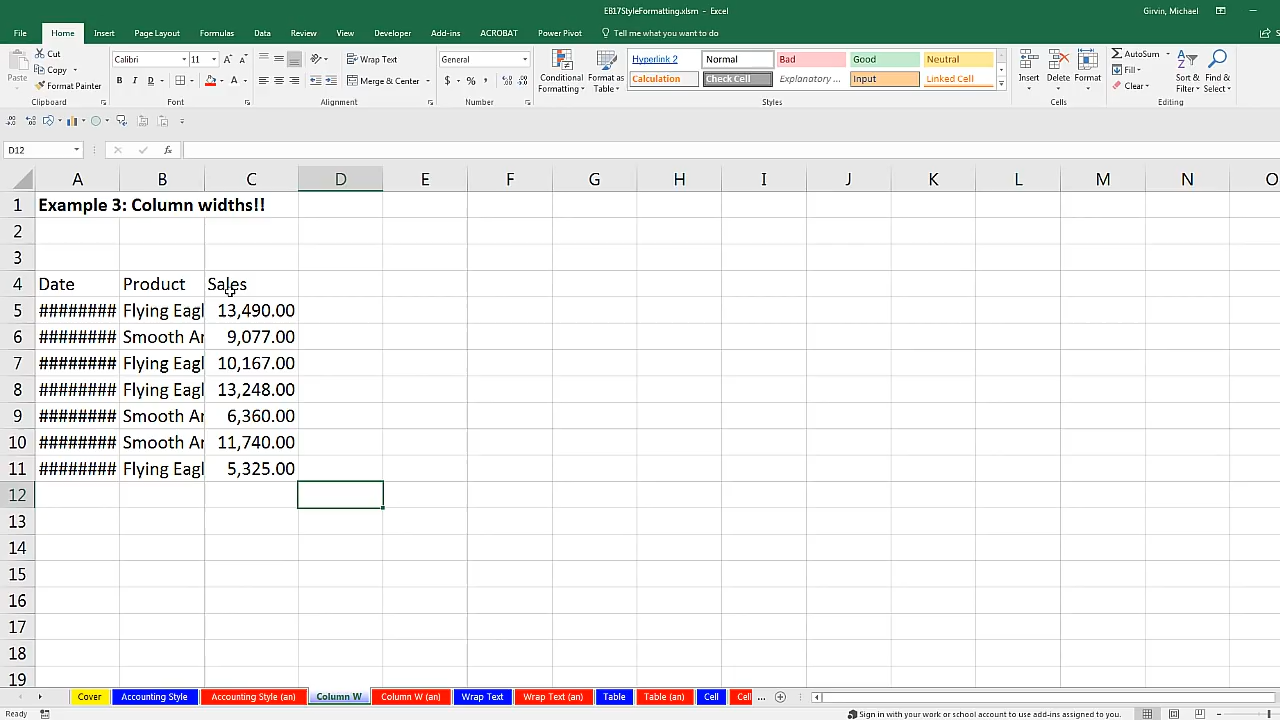 EB17StyleFormatting.xlsm - Excel
Girvin, Michael
File Home Insert Page Layout Formulas Data Review View Developer Add-ins ACROBAT Power Pivot Tell me what you want to do
Paste
Cut
Copy
Format Painter
Clipboard
Calibri 11
B I U
Font
Wrap Text
Merge & Center
Alignment
General
$ % ,
Number
Conditional Formatting
Format as Table
Hyperlink 2 Normal Bad Good Neutral
Calculation Check Cell Explanatory ... Input Linked Cell
Styles
Insert Delete Format
Cells
AutoSum
Fill
Clear
Sort & Filter
Find & Select
Editing
D12
fx
A B C D E F G H I J K L M N O
1 Example 3: Column widths!!
2
3
4 Date Product Sales
5 ######## Flying Eagl 13,490.00
6 ######## Smooth Ar 9,077.00
7 ######## Flying Eagl 10,167.00
8 ######## Flying Eagl 13,248.00
9 ######## Smooth Ar 6,360.00
10 ######## Smooth Ar 11,740.00
11 ######## Flying Eagl 5,325.00
12
13
14
15
16
17
18
19
Cover Accounting Style Accounting Style (an) Column W Column W (an) Wrap Text Wrap Text (an) Table Table (an) Cell Cell ...
Ready
Sign in with your work or school account to use add-ins assigned to you.